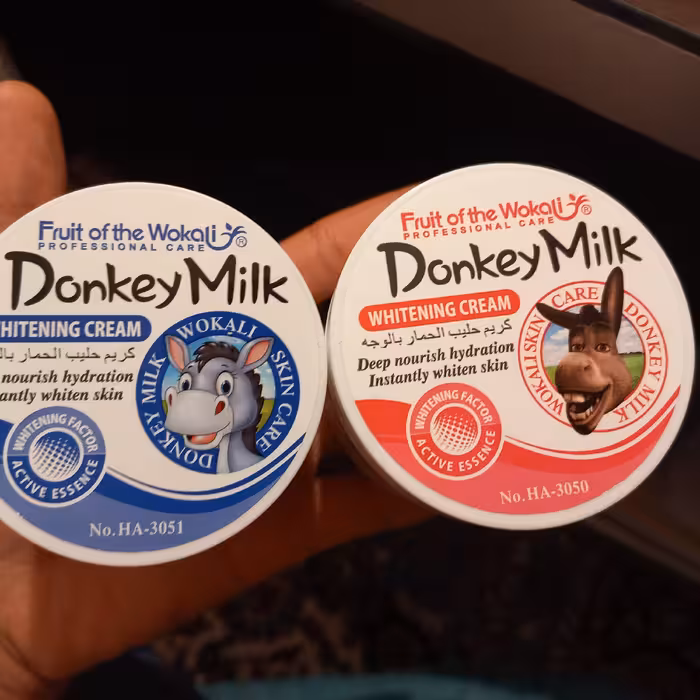 Fruit of the Wokali ®
PROFESSIONAL CARE
Donkey Milk
WHITENING CREAM
كريم حليب الحمار بال
nourish hydration
antly whiten skin
WHITENING FACTOR
ACTIVE ESSENCE
DONKEY MILK WOKALI SKIN CARE
No.HA-3051
Fruit of the Wokali ®
PROFESSIONAL CARE
Donkey Milk
WHITENING CREAM
كريم حليب الحمار بالوجه
Deep nourish hydration
Instantly whiten skin
WHITENING FACTOR
ACTIVE ESSENCE
WOKALI SKIN CARE DONKEY MILK
No.HA-3050